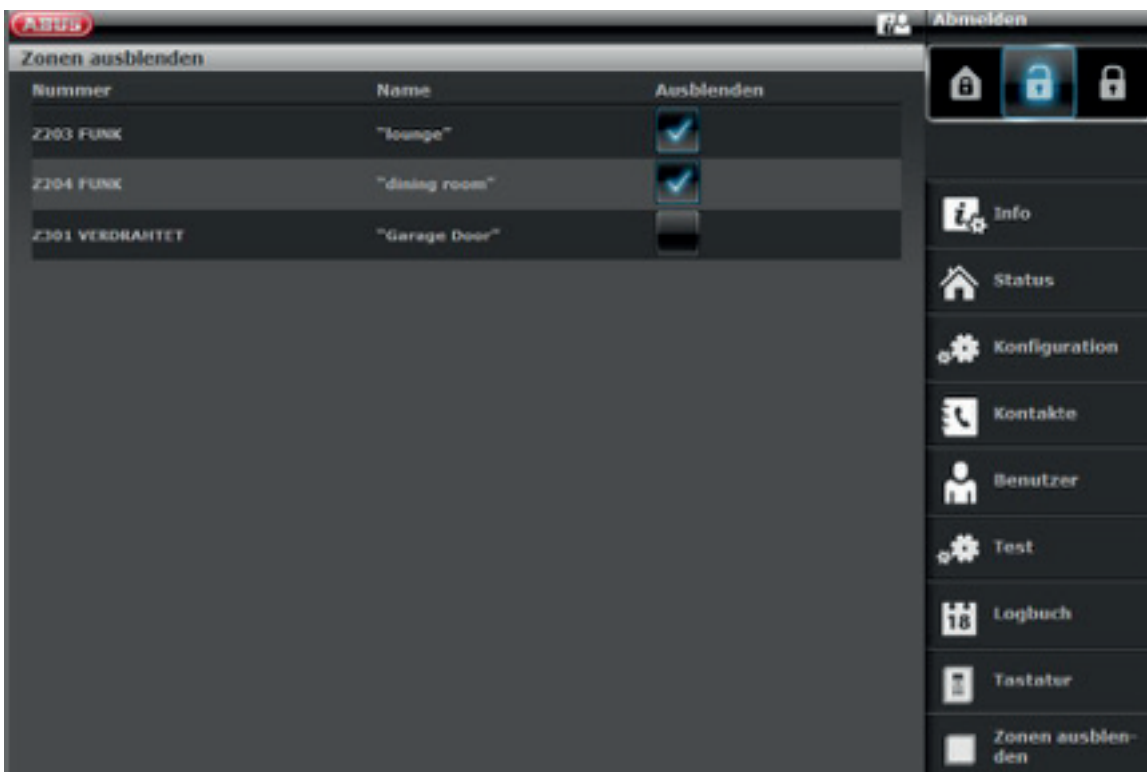 ABUS
Abmelden
Zonen ausblenden
Nummer Name Ausblenden
Z203 FUNK "lounge"
Z204 FUNK "dining room"
Z301 VERDRAHTET "Garage Door"
Info
Status
Konfiguration
Kontakte
Benutzer
Test
18
Logbuch
Tastatur
Zonen ausblen-
den